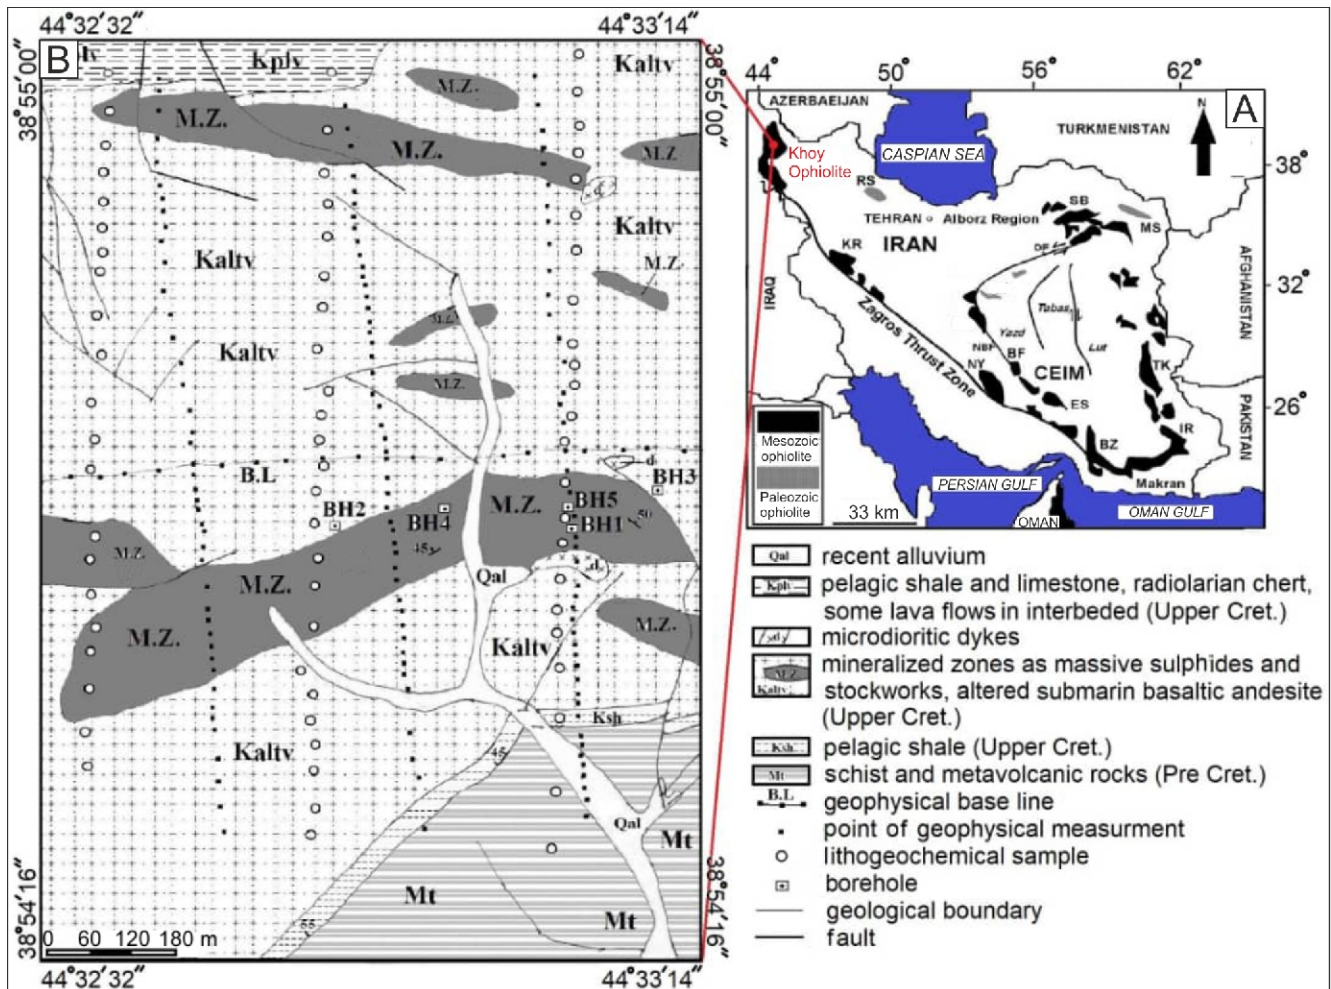 44°32′32″
44°33′14″
38°55′00″
38°55′00″
B
lv
Kplv
Kaltv
M.Z.
M.Z.
M.Z.
M.Z.
d
Kaltv
Kaltv
M.Z.
M.Z.
Kaltv
M.Z.
B.L
d
BH3
BH2
BH4
M.Z.
BH5
BH1
50
45
M.Z.
M.Z.
Qal
d
M.Z.
Kaltv
M.Z.
Kaltv
Ksh
45
Qal
Mt
Mt
Mt
55
38°54′16″
38°54′16″
0 60 120 180 m
44°32′32″
44°33′14″
44° 50° 56° 62°
A
N
AZERBAEIJAN
TURKMENISTAN
CASPIAN SEA
38°
Khoy
Ophiolite
RS
TEHRAN
Alborz Region
SB
MS
IRAN
DF
KR
AFGHANISTAN
IRAQ
32°
Zagros Thrust Zone
Tabas
Yazd
Lut
NBF
BF
NY
CEIM
TK
ES
26°
PAKISTAN
IR
BZ
Makran
Mesozoic
ophiolite
Paleozoic
ophiolite
PERSIAN GULF
OMAN GULF
OMAN
33 km
Qal recent alluvium
Kplv pelagic shale and limestone, radiolarian chert,
some lava flows in interbeded (Upper Cret.)
d microdioritic dykes
M.Z. mineralized zones as massive sulphides and
Kaltv stockworks, altered submarin basaltic andesite
(Upper Cret.)
Ksh pelagic shale (Upper Cret.)
Mt schist and metavolcanic rocks (Pre Cret.)
B.L geophysical base line
point of geophysical measurment
lithogeochemical sample
borehole
geological boundary
fault